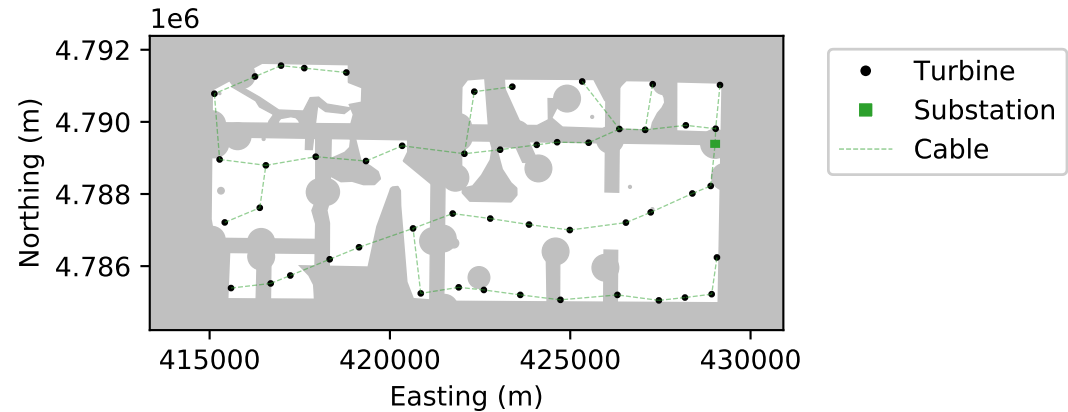 1e6
4.792
4.790
4.788
4.786
Northing (m)
415000 420000 425000 430000
Easting (m)
Turbine
Substation
Cable